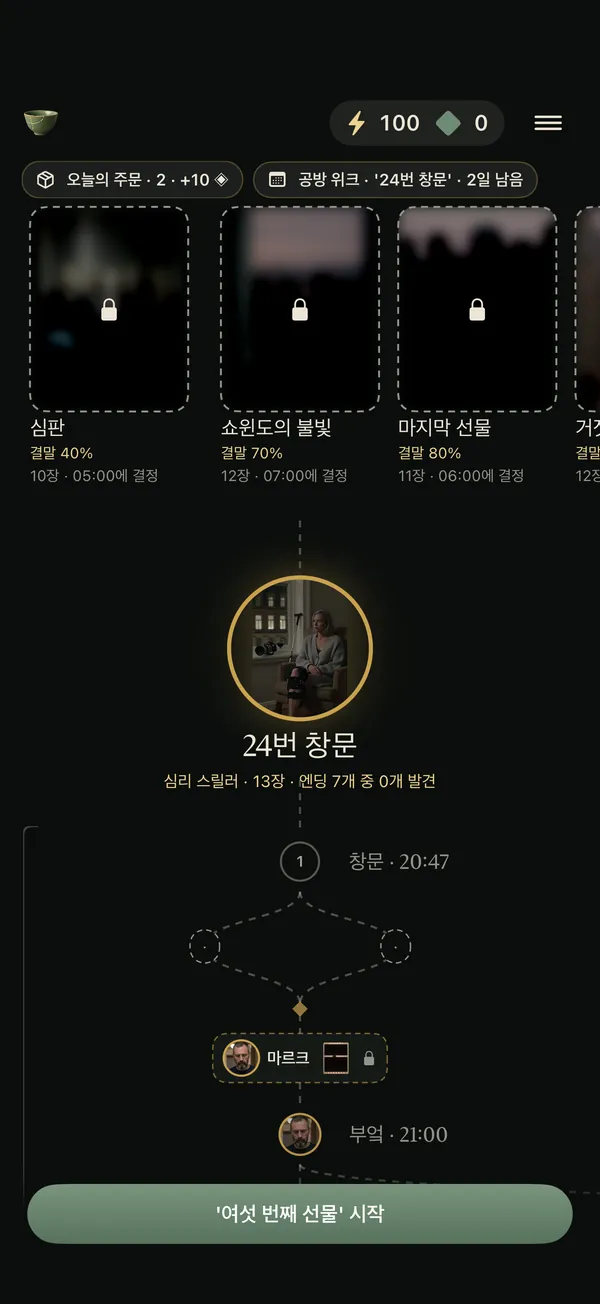 100 0
오늘의 주문 · 2 · +10
공방 위크 · '24번 창문' · 2일 남음
심판
결말 40%
10장 · 05:00에 결정
쇼윈도의 불빛
결말 70%
12장 · 07:00에 결정
마지막 선물
결말 80%
11장 · 06:00에 결정
24번 창문
심리 스릴러 · 13장 · 엔딩 7개 중 0개 발견
1 창문 · 20:47
마르크
부엌 · 21:00
'여섯 번째 선물' 시작